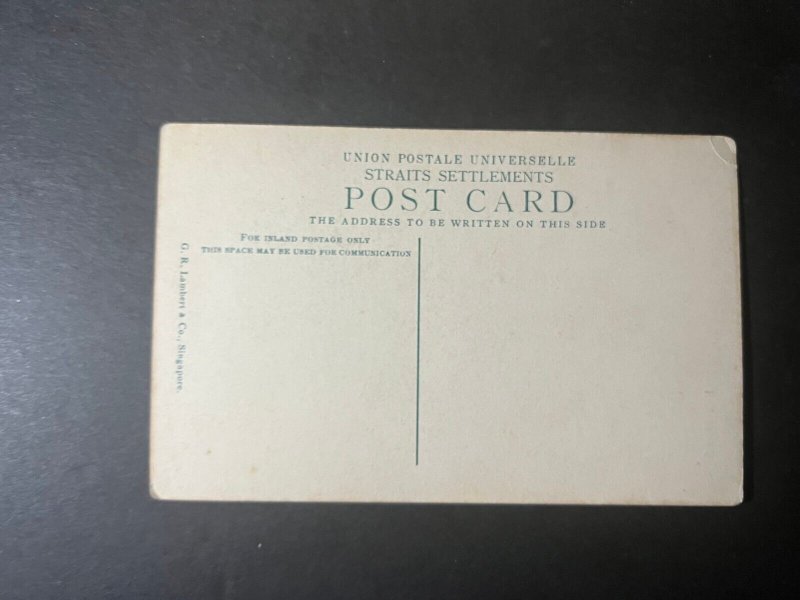 UNION POSTALE UNIVERSELLE
STRAITS SETTLEMENTS
POST CARD
THE ADDRESS TO BE WRITTEN ON THIS SIDE
FOR INLAND POSTAGE ONLY
THIS SPACE MAY BE USED FOR COMMUNICATION
G. R. Lambert & Co., Singapore.